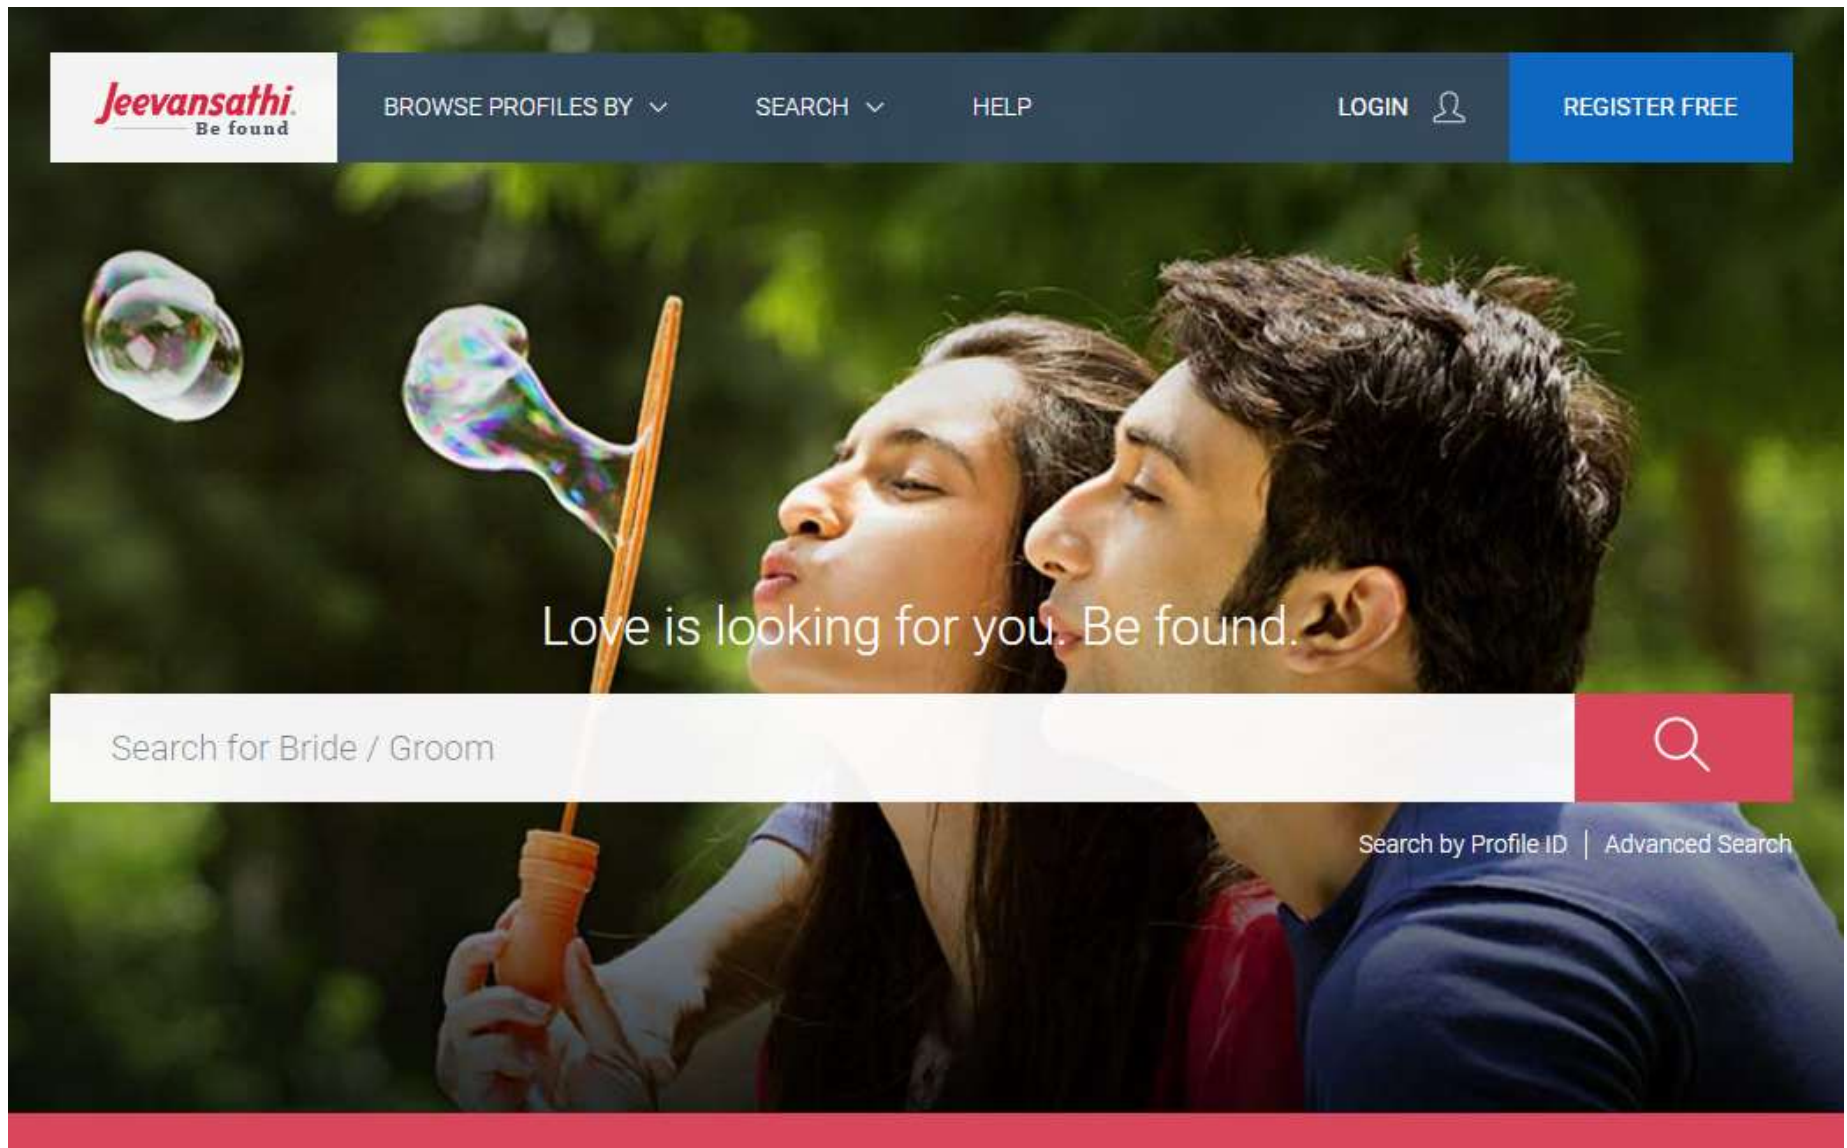 Jeevansathi.
Be found
BROWSE PROFILES BY
SEARCH
HELP
LOGIN
REGISTER FREE
Love is looking for you. Be found.
Search for Bride / Groom
Search by Profile ID | Advanced Search